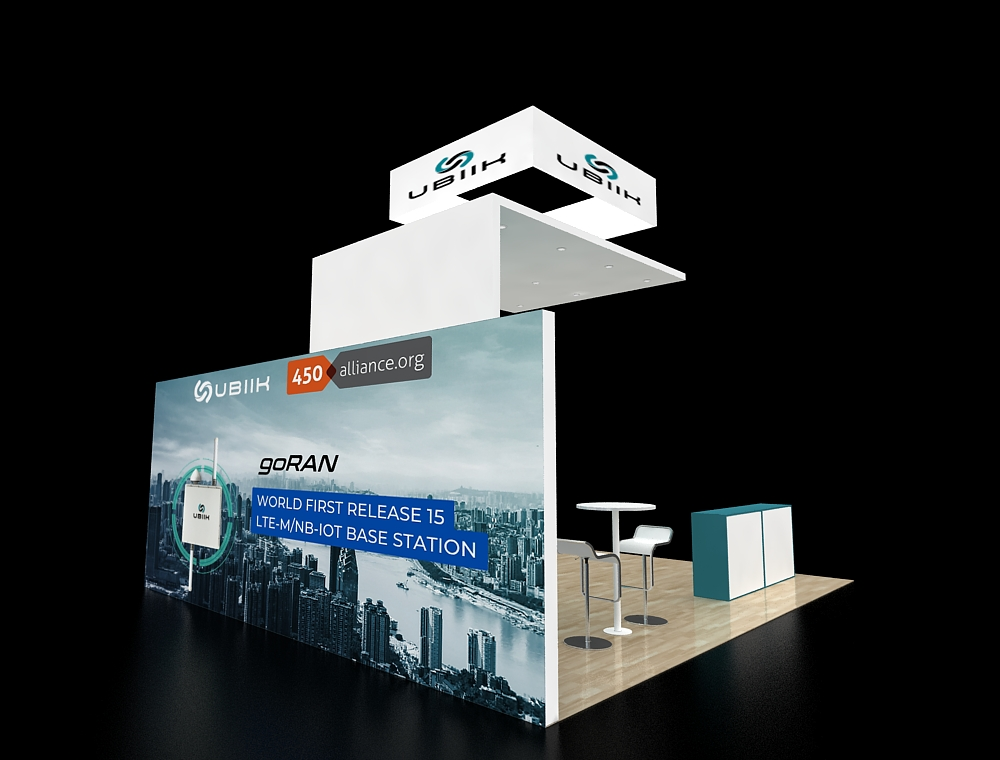 UBIIK
UBIIK
UBIIK
450 alliance.org
goRAN
UBIIK
WORLD FIRST RELEASE 15
LTE-M/NB-IOT BASE STATION